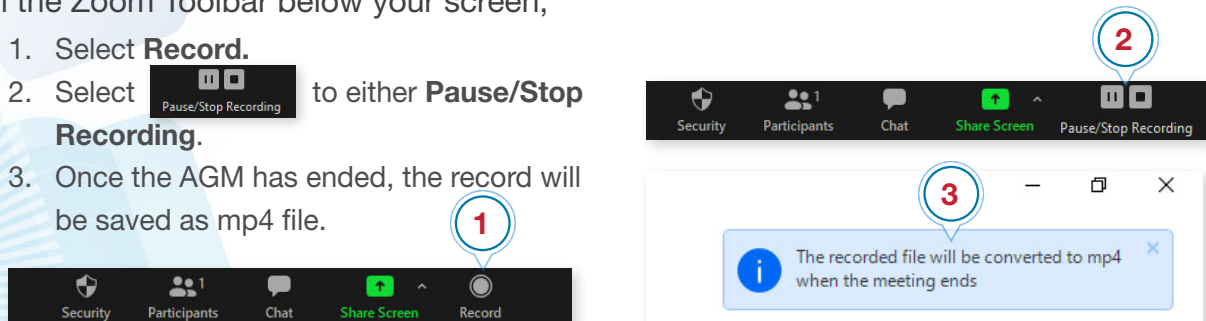 the Zoom Toolbar below your screen,
1. Select Record.
2. Select Pause/Stop Recording to either Pause/Stop
Recording.
3. Once the AGM has ended, the record will
be saved as mp4 file.
1
Security Participants 1 Chat Share Screen Record
2
Security Participants 1 Chat Share Screen Pause/Stop Recording
3
The recorded file will be converted to mp4
when the meeting ends